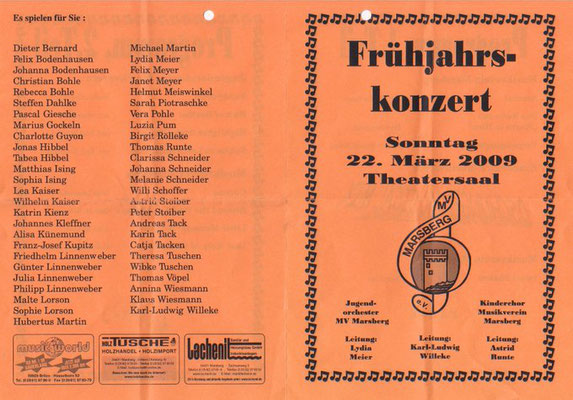 Es spielen für Sie :
Dieter Bernard
Felix Bodenhausen
Johanna Bodenhausen
Christian Bohle
Rebecca Bohle
Steffen Dahlke
Pascal Giesche
Marius Gockeln
Charlotte Guyon
Jonas Hibbel
Tabea Hibbel
Matthias Ising
Sophia Ising
Lea Kaiser
Wilhelm Kaiser
Katrin Kienz
Johannes Kleffner
Alisa Künemund
Franz-Josef Kupitz
Friedhelm Linnenweber
Günter Linnenweber
Julia Linnenweber
Philipp Linnenweber
Malte Lorson
Sophie Lorson
Hubertus Martin
Michael Martin
Lydia Meier
Felix Meyer
Janet Meyer
Helmut Meiswinkel
Sarah Piotraschke
Vera Pohle
Luzia Pum
Birgit Rölleke
Thomas Runte
Clarissa Schneider
Johanna Schneider
Melanie Schneider
Willi Schoffer
Astrid Stoiber
Peter Stoiber
Andreas Tack
Karin Tack
Catja Tacken
Theresa Tuschen
Wibke Tuschen
Thomas Vöpel
Annina Wiesmann
Klaus Wiesmann
Karl-Ludwig Willeke
music world
HOLZ TUSCHE
HOLZHANDEL · HOLZIMPORT
Lachenit
Frühjahrs-
konzert
Sonntag
22. März 2009
Theatersaal
MV
MARSBERG
e.V.
Jugend-
orchester
MV Marsberg
Leitung:
Lydia
Meier
Leitung:
Karl-Ludwig
Willeke
Kinderchor
Musikverein
Marsberg
Leitung:
Astrid
Runte